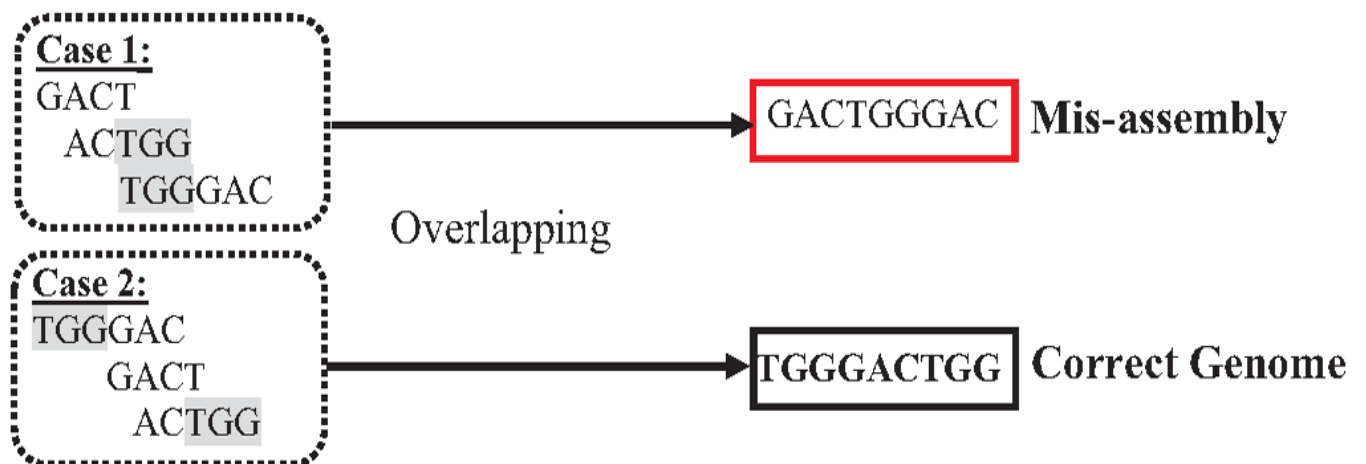 Case 1:
GACT
ACTGG
TGGGAC
GACTGGGAC
Mis-assembly
Overlapping
Case 2:
TGGGAC
GACT
ACTGG
TGGGACTGG
Correct Genome